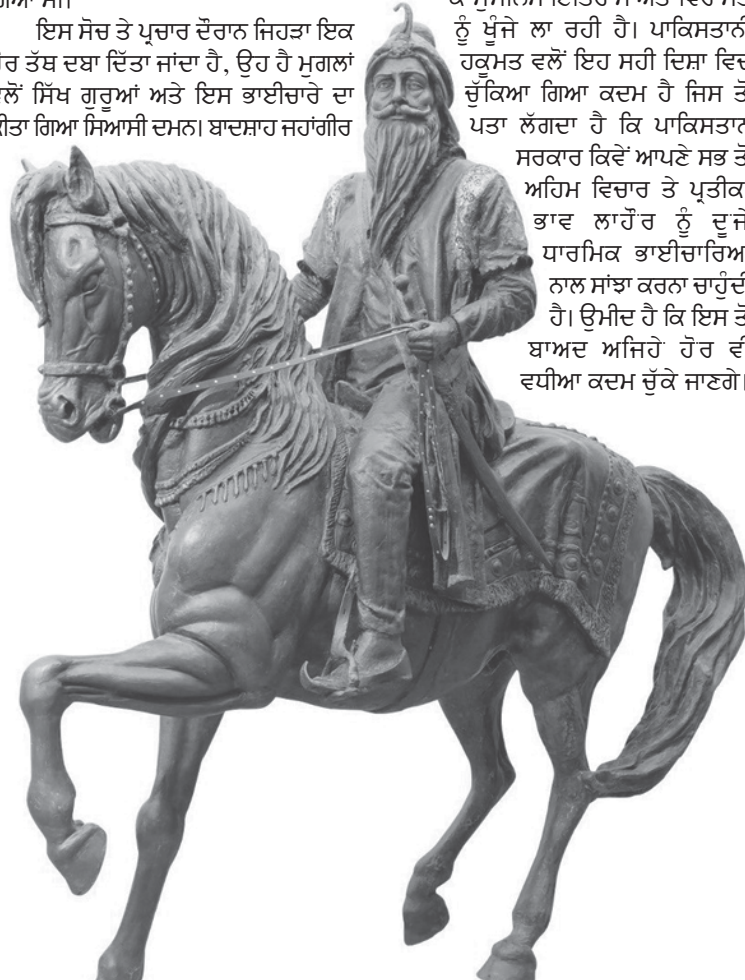 ਇਸ ਸੋਚ ਤੇ ਪ੍ਰਚਾਰ ਦੌਰਾਨ ਜਿਹੜਾ ਇਕ
ਤੱਥ ਦਬਾ ਦਿੱਤਾ ਜਾਂਦਾ ਹੈ, ਉਹ ਹੈ ਮੁਗਲਾਂ
ਸਿੱਖ ਗੁਰੂਆਂ ਅਤੇ ਇਸ ਭਾਈਚਾਰੇ ਦਾ
ਕੀਤਾ ਗਿਆ ਸਿਆਸੀ ਦਮਨ। ਬਾਦਸ਼ਾਹ ਜਹਾਂਗੀਰ
ਨੂੰ ਖੂੰਜੇ ਲਾ ਰਹੀ ਹੈ। ਪਾਕਿਸਤਾਨੀ
ਹਕੂਮਤ ਵਲੋਂ ਇਹ ਸਹੀ ਦਿਸ਼ਾ ਵਿਚ
ਚੁੱਕਿਆ ਗਿਆ ਕਦਮ ਹੈ ਜਿਸ ਤੋਂ
ਪਤਾ ਲੱਗਦਾ ਹੈ ਕਿ ਪਾਕਿਸਤਾਨ
ਸਰਕਾਰ ਕਿਵੇਂ ਆਪਣੇ ਸਭ ਤੋਂ
ਅਹਿਮ ਵਿਚਾਰ ਤੇ ਪ੍ਰਤੀਕ
ਭਾਵ ਲਾਹੌਰ ਨੂੰ ਦੂਜੇ
ਧਾਰਮਿਕ ਭਾਈਚਾਰਿਆਂ
ਨਾਲ ਸਾਂਝਾ ਕਰਨਾ ਚਾਹੁੰਦੀ
ਹੈ। ਉਮੀਦ ਹੈ ਕਿ ਇਸ ਤੋਂ
ਬਾਅਦ ਅਜਿਹੇ ਹੋਰ ਵੀ
ਵਧੀਆ ਕਦਮ ਚੁੱਕੇ ਜਾਣਗੇ।